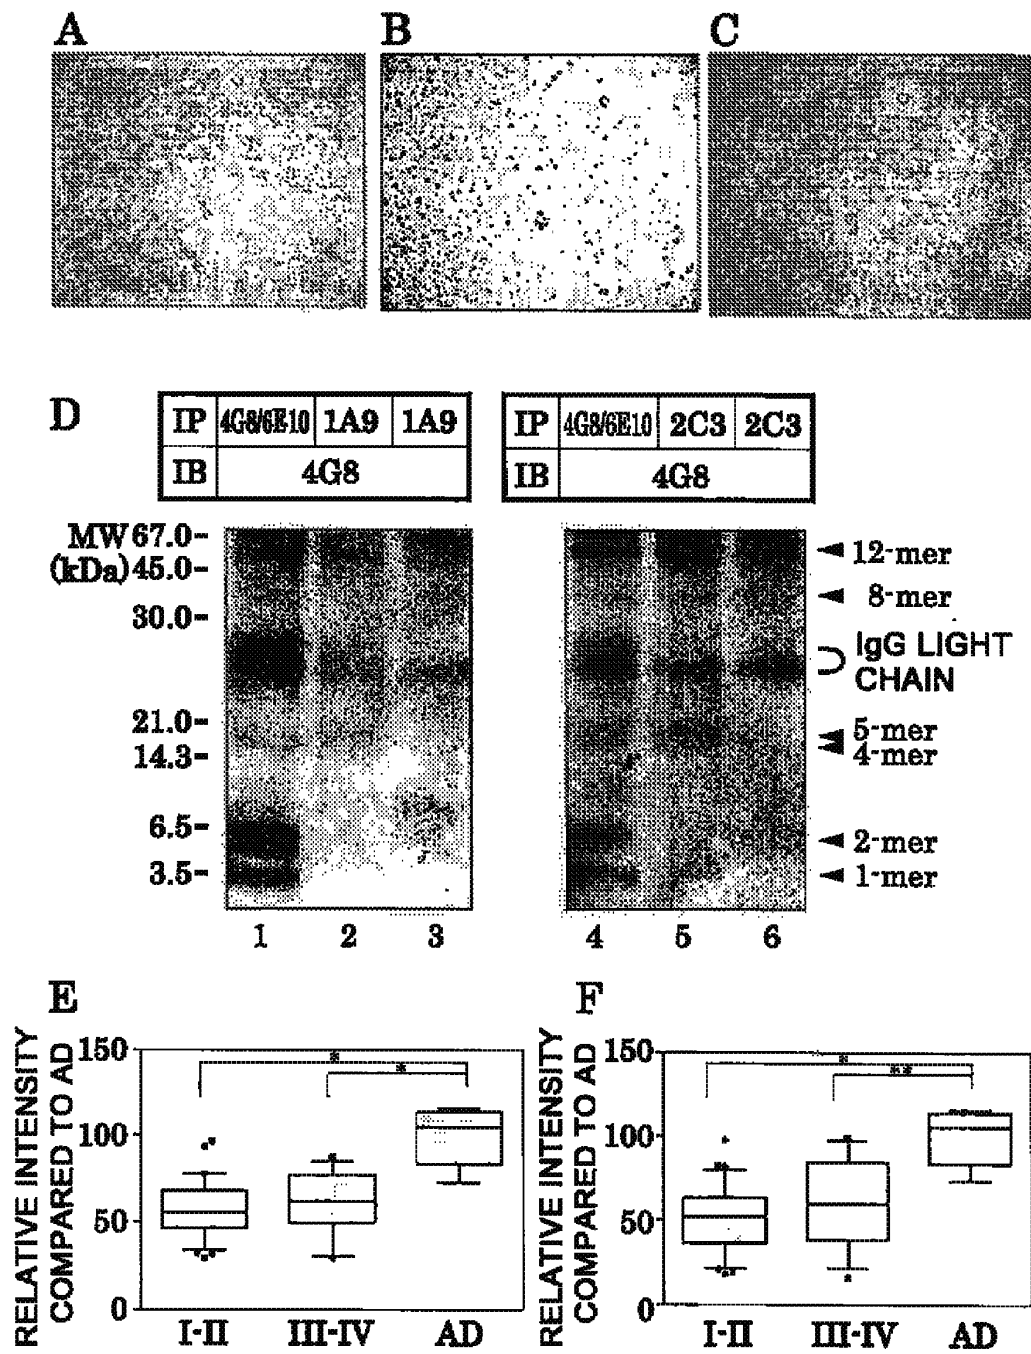 A B C
D
IP 4G8/6E10 1A9 1A9
IB 4G8
IP 4G8/6E10 2C3 2C3
IB 4G8
MW 67.0-
(kDa) 45.0-
30.0-
21.0-
14.3-
6.5-
3.5-
12-mer
8-mer
IgG LIGHT
CHAIN
5-mer
4-mer
2-mer
1-mer
1 2 3
4 5 6
E
RELATIVE INTENSITY
COMPARED TO AD
150
100
50
0
* *
I-II III-IV AD
F
RELATIVE INTENSITY
COMPARED TO AD
150
100
50
0
* **
I-II III-IV AD